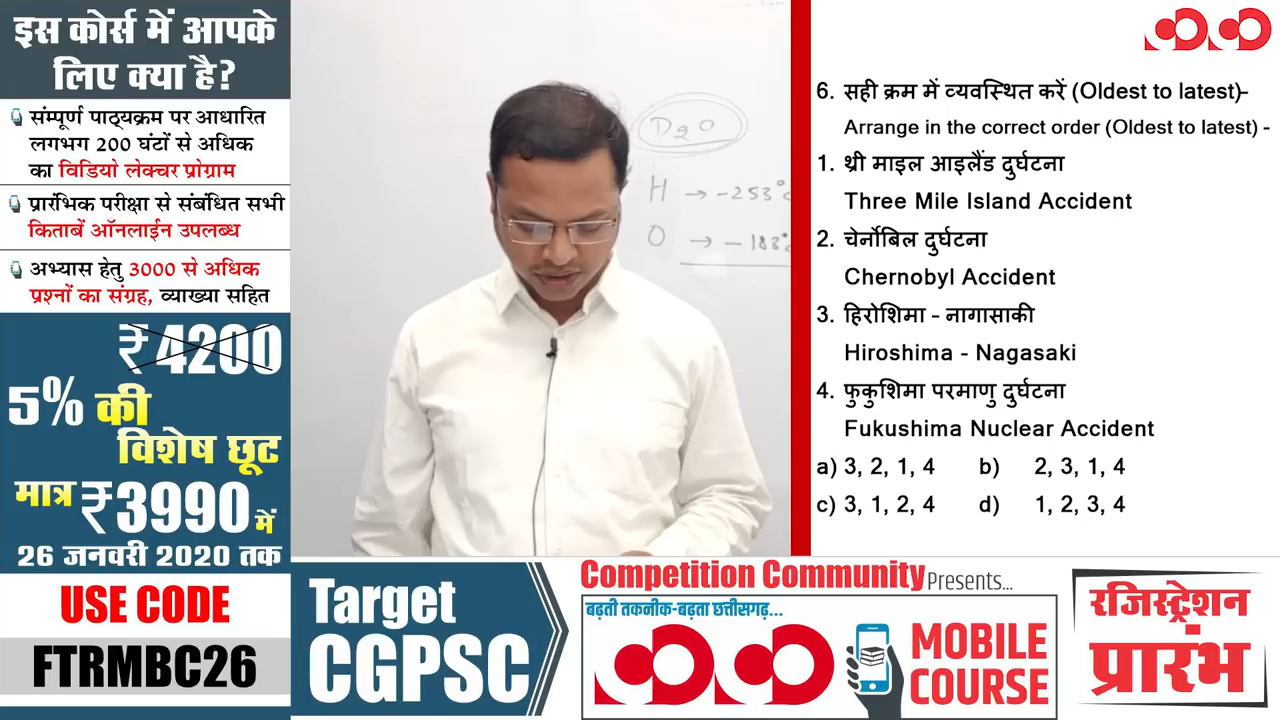 इस कोर्स में आपके
लिए क्या है?
संम्पूर्ण पाठ्यक्रम पर आधारित
लगभग 200 घंटों से अधिक
का विडियो लेक्चर प्रोग्राम
प्रारंभिक परीक्षा से संबंधित सभी
किताबें ऑनलाईन उपलब्ध
अभ्यास हेतु 3000 से अधिक
प्रश्नों का संग्रह, व्याख्या सहित
₹4200
5% की
विशेष छूट
मात्र ₹3990 में
26 जनवरी 2020 तक
USE CODE
FTRMBC26
D2O
H → -253°
O → -183°
6. सही क्रम में व्यवस्थित करें (Oldest to latest)-
Arrange in the correct order (Oldest to latest) -
1. थ्री माइल आइलैंड दुर्घटना
Three Mile Island Accident
2. चेर्नोबिल दुर्घटना
Chernobyl Accident
3. हिरोशिमा - नागासाकी
Hiroshima - Nagasaki
4. फुकुशिमा परमाणु दुर्घटना
Fukushima Nuclear Accident
a) 3, 2, 1, 4 b) 2, 3, 1, 4
c) 3, 1, 2, 4 d) 1, 2, 3, 4
Target
CGPSC
Competition Community Presents...
बढ़ती तकनीक-बढ़ता छत्तीसगढ़...
MOBILE
COURSE
रजिस्ट्रेशन
प्रारंभ